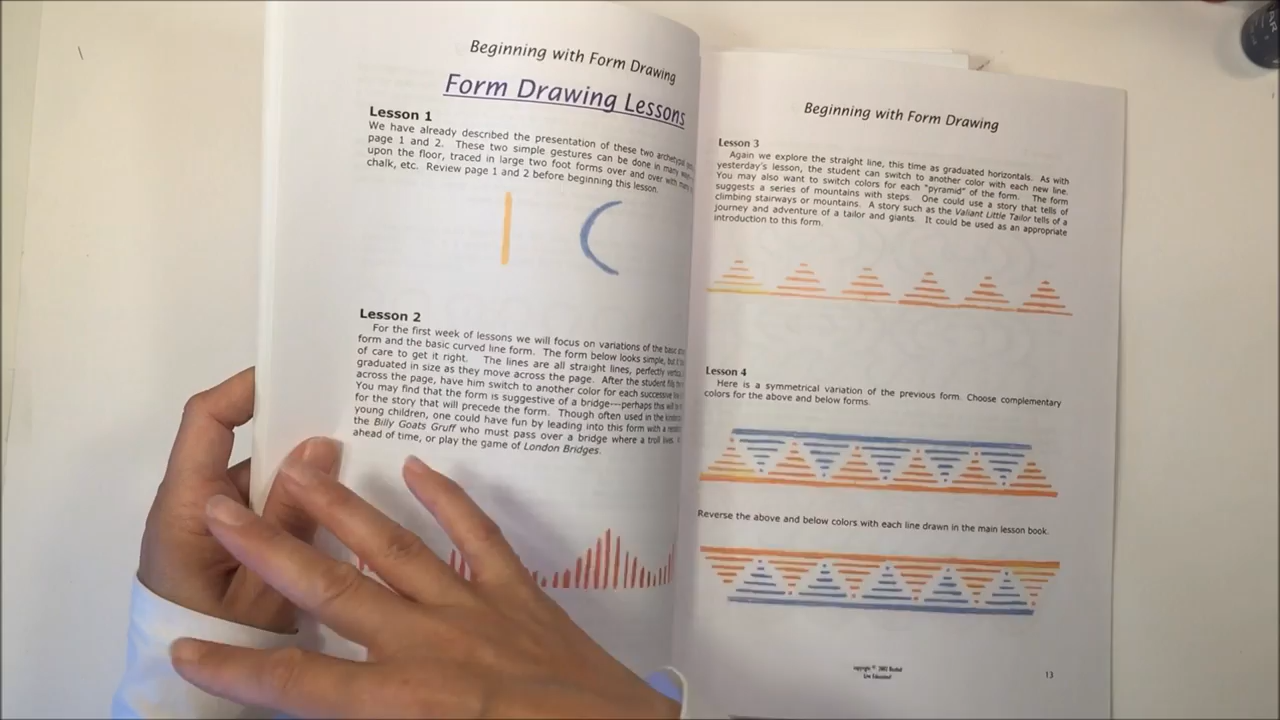 Beginning with Form Drawing
Form Drawing Lessons
Lesson 1
We have already described the presentation of these two
page 1 and 2. These two simple gestures can be done in many
upon the floor, traced in large two foot forms over and over with
chalk, etc. Review page 1 and 2 before beginning this lesson.
Lesson 2
For the first week of lessons we will focus on variations of the
form and the basic curved line form. The form below looks simple, but
of care to get it right. The lines are all straight lines, perfectly
graduated in size as they move across the page. After the student
across the page, have him switch to another color for each successive
You may find that the form is suggestive of a bridge---perhaps this
for the story that will precede the form. Though often used in the
young children, one could have fun by leading into this form with a
the Billy Goats Gruff who must pass over a bridge where a troll lives.
ahead of time, or play the game of London Bridges.
Beginning with Form Drawing
Lesson 3
Again we explore the straight line, this time as graduated horizontals. As with
yesterday's lesson, the student can switch to another color with each new line.
You may also want to switch colors for each "pyramid" of the form. The form
suggests a series of mountains with steps. One could use a story that tells of
climbing stairways or mountains. A story such as the Valiant Little Tailor tells of a
journey and adventure of a tailor and giants. It could be used as an appropriate
introduction to this form.
Lesson 4
Here is a symmetrical variation of the previous form. Choose complementary
colors for the above and below forms.
Reverse the above and below colors with each line drawn in the main lesson book.
copyright © 2002
13